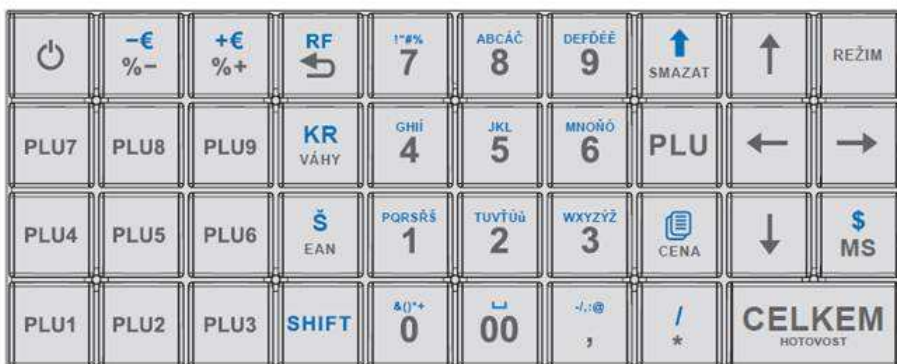 −€ +€ RF !"#% ABCÁČ DEFĎÉĚ
%− %+ 7 8 9 SMAZAT REŽIM
KR GHIÍ JKL MNOŇÓ
PLU7 PLU8 PLU9 VÁHY 4 5 6 PLU
Š PQRSŘŠ TUVŤÚů WXYZÝŽ $
PLU4 PLU5 PLU6 EAN 1 2 3 CENA MS
&()*+ -/,:@ /
PLU1 PLU2 PLU3 SHIFT 0 00 , * CELKEM
HOTOVOST